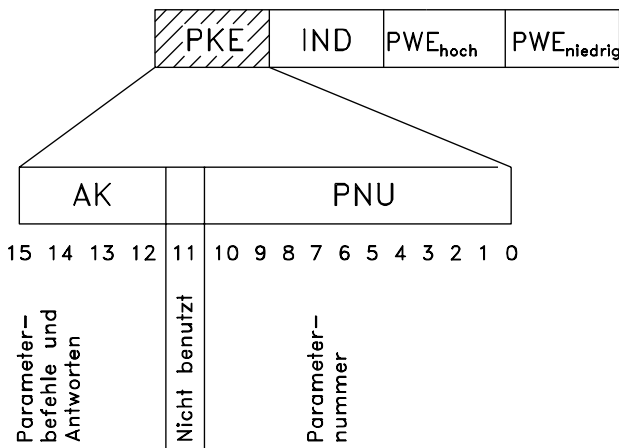 PKE IND PWEhoch PWEniedrig
AK PNU
15 14 13 12 11 10 9 8 7 6 5 4 3 2 1 0
Parameter-
befehle und
Antworten
Nicht benutzt
Parameter-
nummer